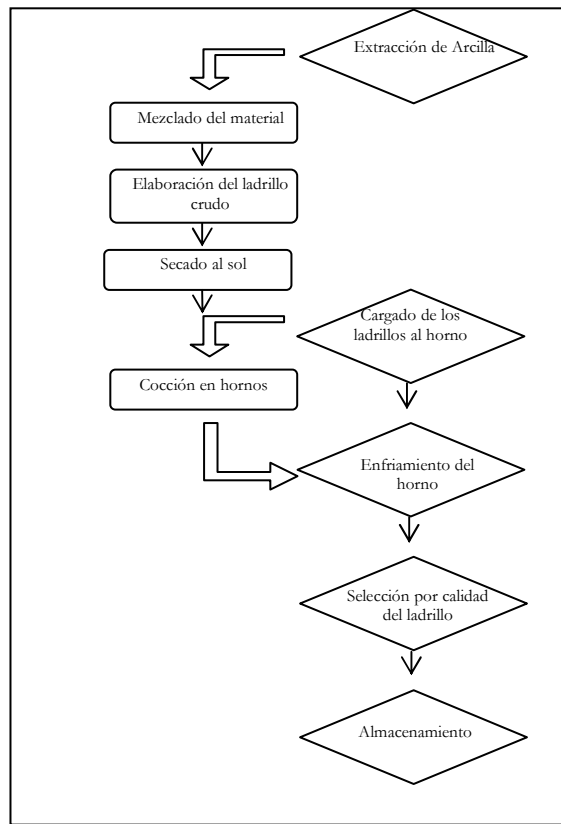 Extracción de Arcilla
Mezclado del material
Elaboración del ladrillo
crudo
Secado al sol
Cargado de los
ladrillos al horno
Cocción en hornos
Enfriamiento del
horno
Selección por calidad
del ladrillo
Almacenamiento